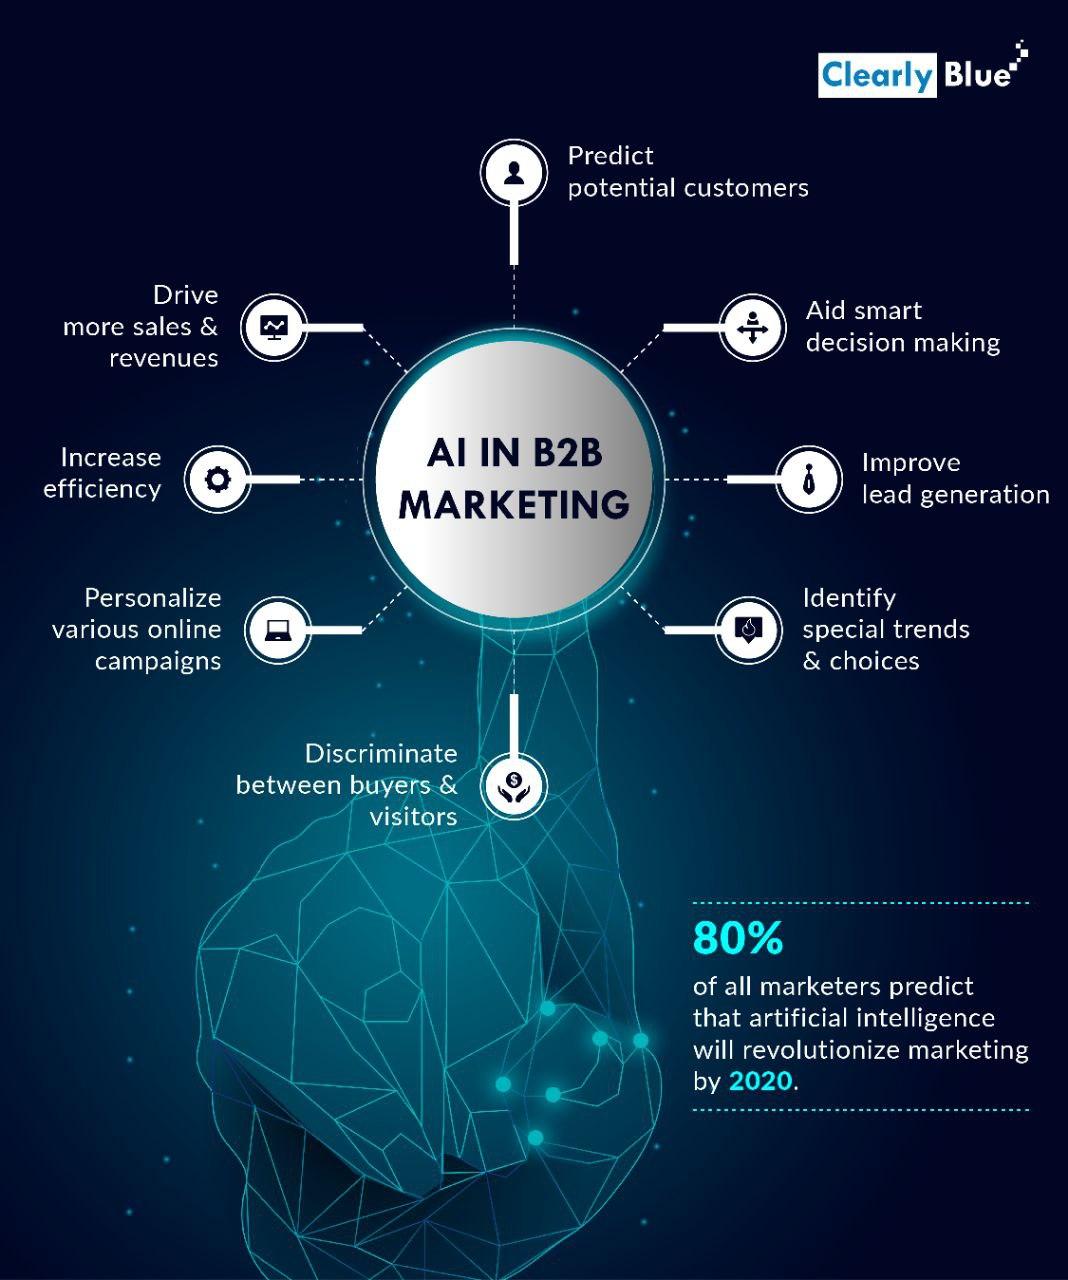 Clearly Blue
Predict
potential customers
Drive
more sales &
revenues
Aid smart
decision making
AI IN B2B
MARKETING
Increase
efficiency
Improve
lead generation
Personalize
various online
campaigns
Identify
special trends
& choices
Discriminate
between buyers &
visitors
$
80%
of all marketers predict
that artificial intelligence
will revolutionize marketing
by 2020.